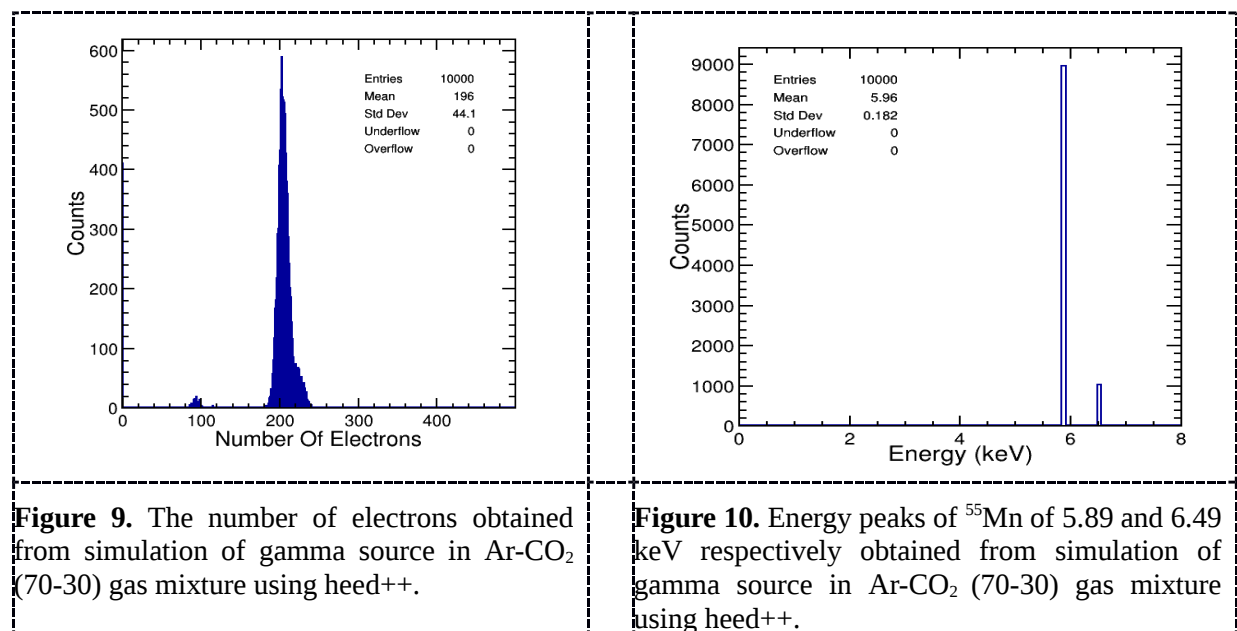 600
500
400
300
200
100
0
Counts
Entries 10000
Mean 196
Std Dev 44.1
Underflow 0
Overflow 0
0 100 200 300 400
Number Of Electrons
9000
8000
7000
6000
5000
4000
3000
2000
1000
0
Counts
Entries 10000
Mean 5.96
Std Dev 0.182
Underflow 0
Overflow 0
0 2 4 6 8
Energy (keV)
Figure 9. The number of electrons obtained
from simulation of gamma source in Ar-CO₂
(70-30) gas mixture using heed++.
Figure 10. Energy peaks of ⁵⁵Mn of 5.89 and 6.49
keV respectively obtained from simulation of
gamma source in Ar-CO₂ (70-30) gas mixture
using heed++.